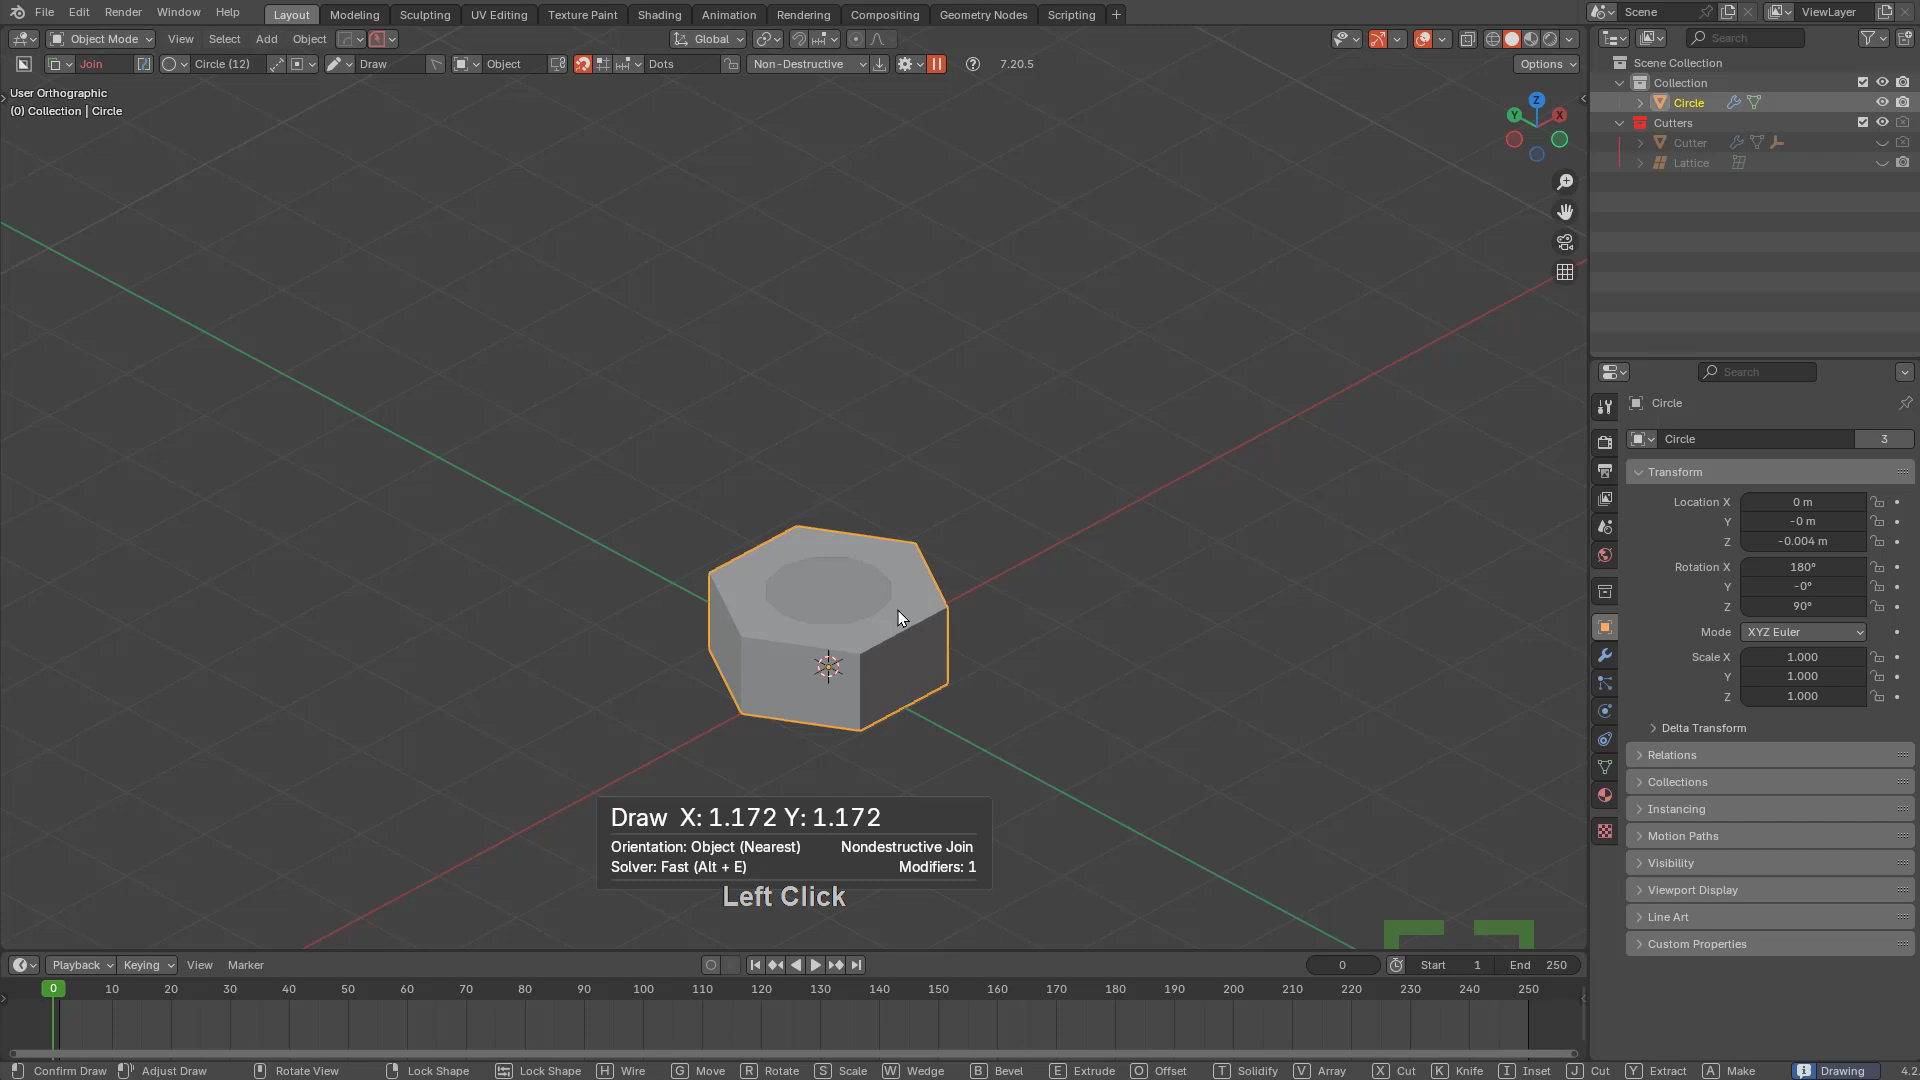 File Edit Render Window Help Layout Modeling Sculpting UV Editing Texture Paint Shading Animation Rendering Compositing Geometry Nodes Scripting + Scene ViewLayer
Object Mode View Select Add Object Global Search
Join Circle (12) Draw Object Dots Non-Destructive 7.20.5 Options
User Orthographic
(0) Collection | Circle
Z
Y
X
Scene Collection
Collection
Circle
Cutters
Cutter
Lattice
Search
Circle
Circle 3
Transform
Location X 0 m
Y -0 m
Z -0.004 m
Rotation X 180°
Y -0°
Z 90°
Mode XYZ Euler
Scale X 1.000
Y 1.000
Z 1.000
Delta Transform
Relations
Collections
Instancing
Motion Paths
Visibility
Viewport Display
Line Art
Custom Properties
Draw X: 1.172 Y: 1.172
Orientation: Object (Nearest) Nondestructive Join
Solver: Fast (Alt + E) Modifiers: 1
Left Click
Playback Keying View Marker 0 Start 1 End 250
0 10 20 30 40 50 60 70 80 90 100 110 120 130 140 150 160 170 180 190 200 210 220 230 240 250
Confirm Draw Adjust Draw Rotate View Lock Shape Lock Shape H Wire G Move R Rotate S Scale W Wedge B Bevel E Extrude O Offset T Solidify V Array X Cut K Knife I Inset J Cut Y Extract A Make Drawing 4.2.